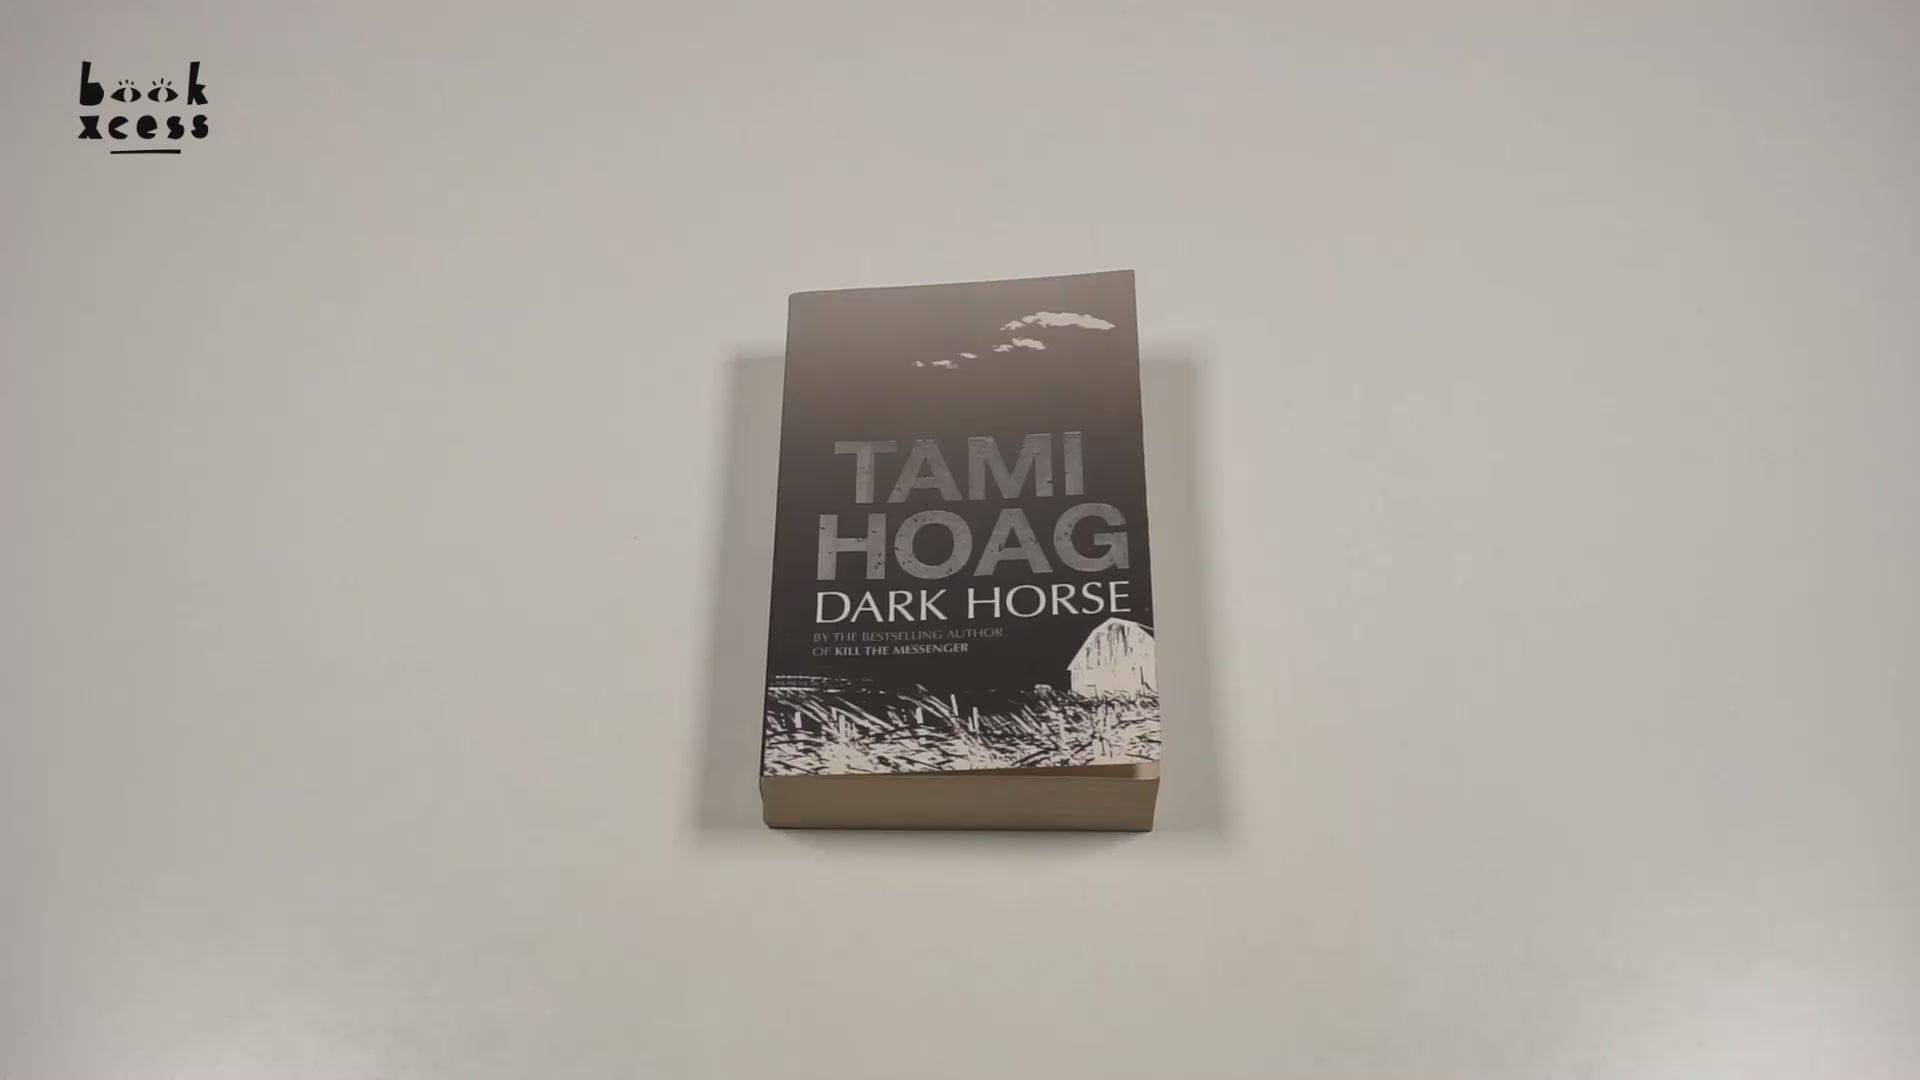 book
xcess
TAMI
HOAG
DARK HORSE
BY THE BESTSELLING AUTHOR
OF KILL THE MESSENGER